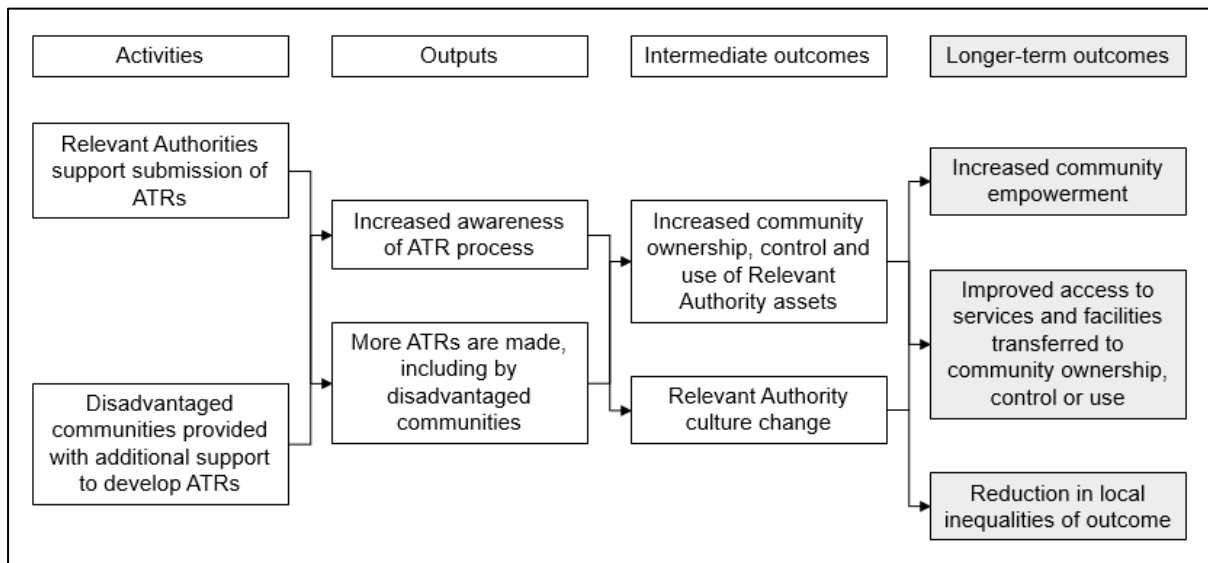 Activities
Outputs
Intermediate outcomes
Longer-term outcomes
Relevant Authorities
support submission of
ATRs
Disadvantaged
communities provided
with additional support
to develop ATRs
Increased awareness
of ATR process
More ATRs are made,
including by
disadvantaged
communities
Increased community
ownership, control and
use of Relevant
Authority assets
Relevant Authority
culture change
Increased community
empowerment
Improved access to
services and facilities
transferred to
community ownership,
control or use
Reduction in local
inequalities of outcome